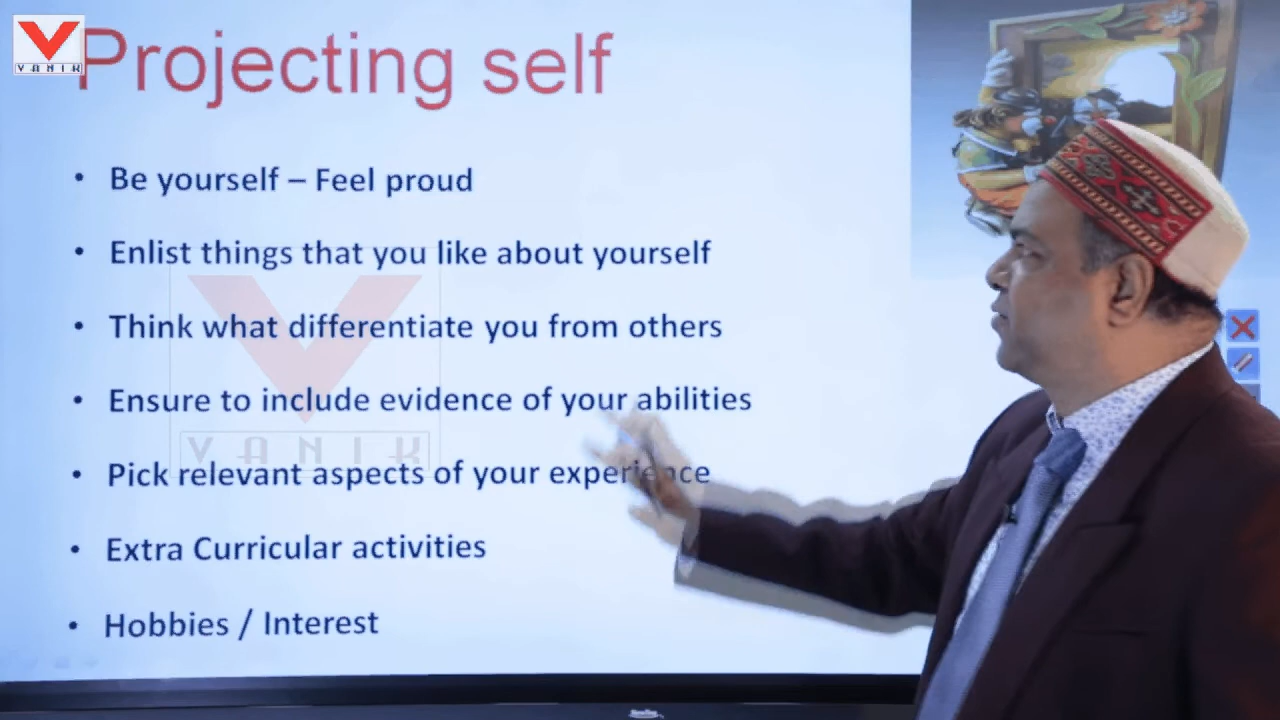 VANIK
Projecting self
• Be yourself – Feel proud
• Enlist things that you like about yourself
• Think what differentiate you from others
• Ensure to include evidence of your abilities
• Pick relevant aspects of your experience
• Extra Curricular activities
• Hobbies / Interest
VANIK